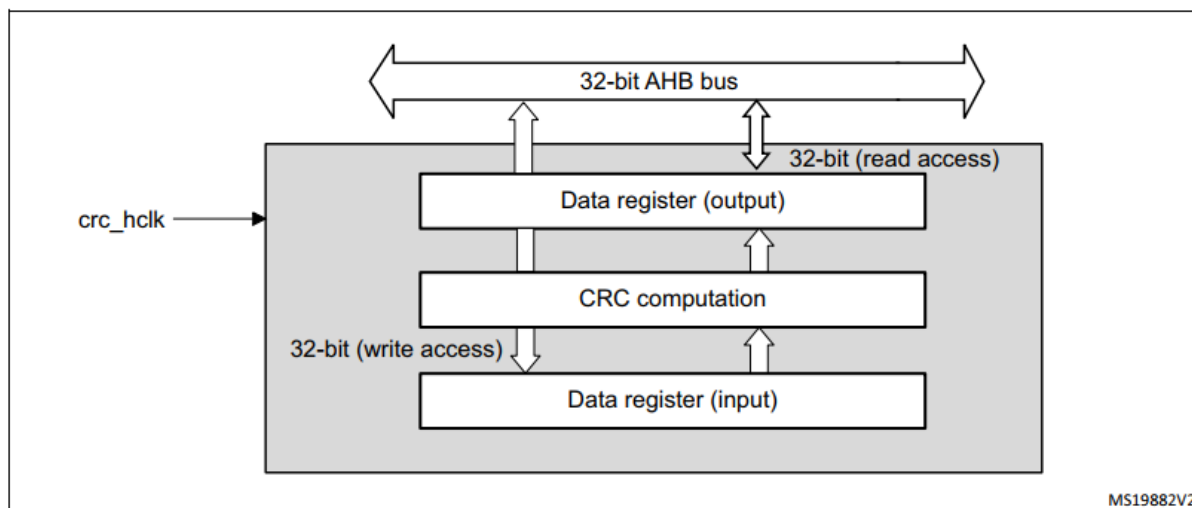 32-bit AHB bus
32-bit (read access)
Data register (output)
crc_hclk
CRC computation
32-bit (write access)
Data register (input)
MS19882V2